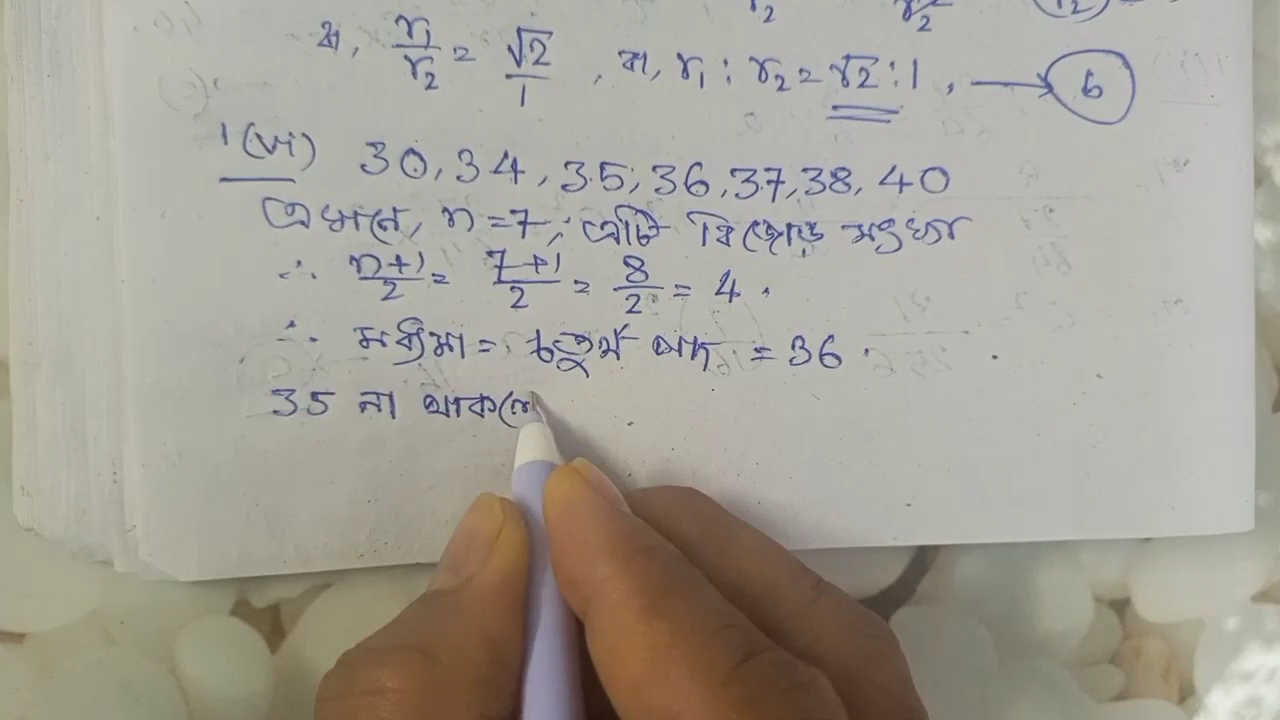 বা, r₁/r₂ = √2/1 , বা, r₁ : r₂ = √2 : 1 , → b
1(vi) 30, 34, 35, 36, 37, 38, 40
এখানে, n = 7, এটি বিজোড় সংখ্যা
∴ (n+1)/2 = (7+1)/2 = 8/2 = 4 .
∴ মধ্যমা = চতুর্থ পদ = 36 .
35 না থাকলে